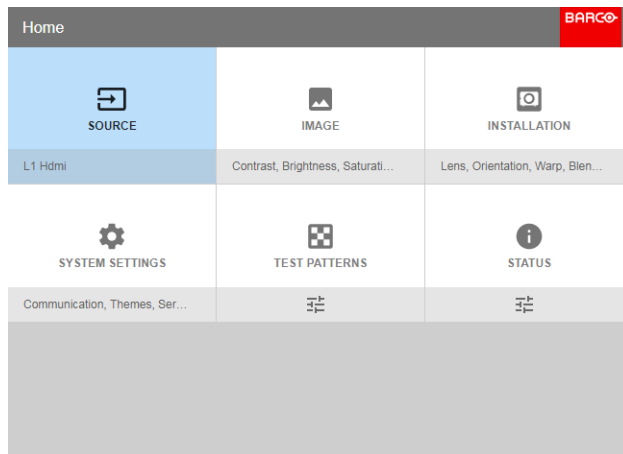 Home
BARCO
SOURCE
IMAGE
INSTALLATION
L1 Hdmi
Contrast, Brightness, Saturati...
Lens, Orientation, Warp, Blen...
SYSTEM SETTINGS
TEST PATTERNS
STATUS
Communication, Themes, Ser...